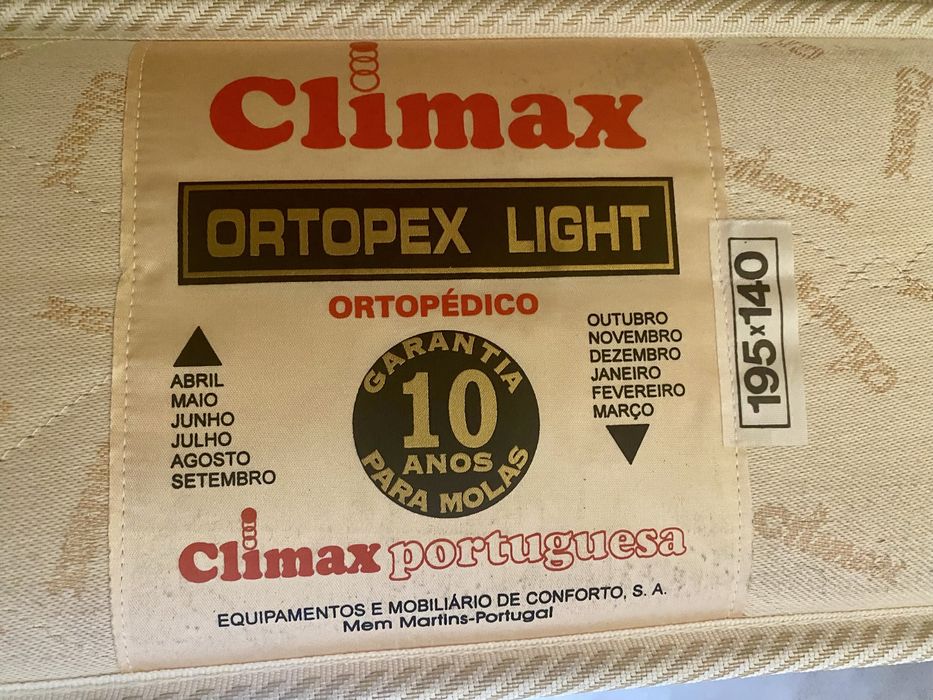 Climax
ORTOPEX LIGHT
ORTOPÉDICO
ABRIL
MAIO
JUNHO
JULHO
AGOSTO
SETEMBRO
GARANTIA
10
ANOS
PARA MOLAS
OUTUBRO
NOVEMBRO
DEZEMBRO
JANEIRO
FEVEREIRO
MARÇO
195x140
Climax portuguesa
EQUIPAMENTOS E MOBILIÁRIO DE CONFORTO, S. A.
Mem Martins-Portugal